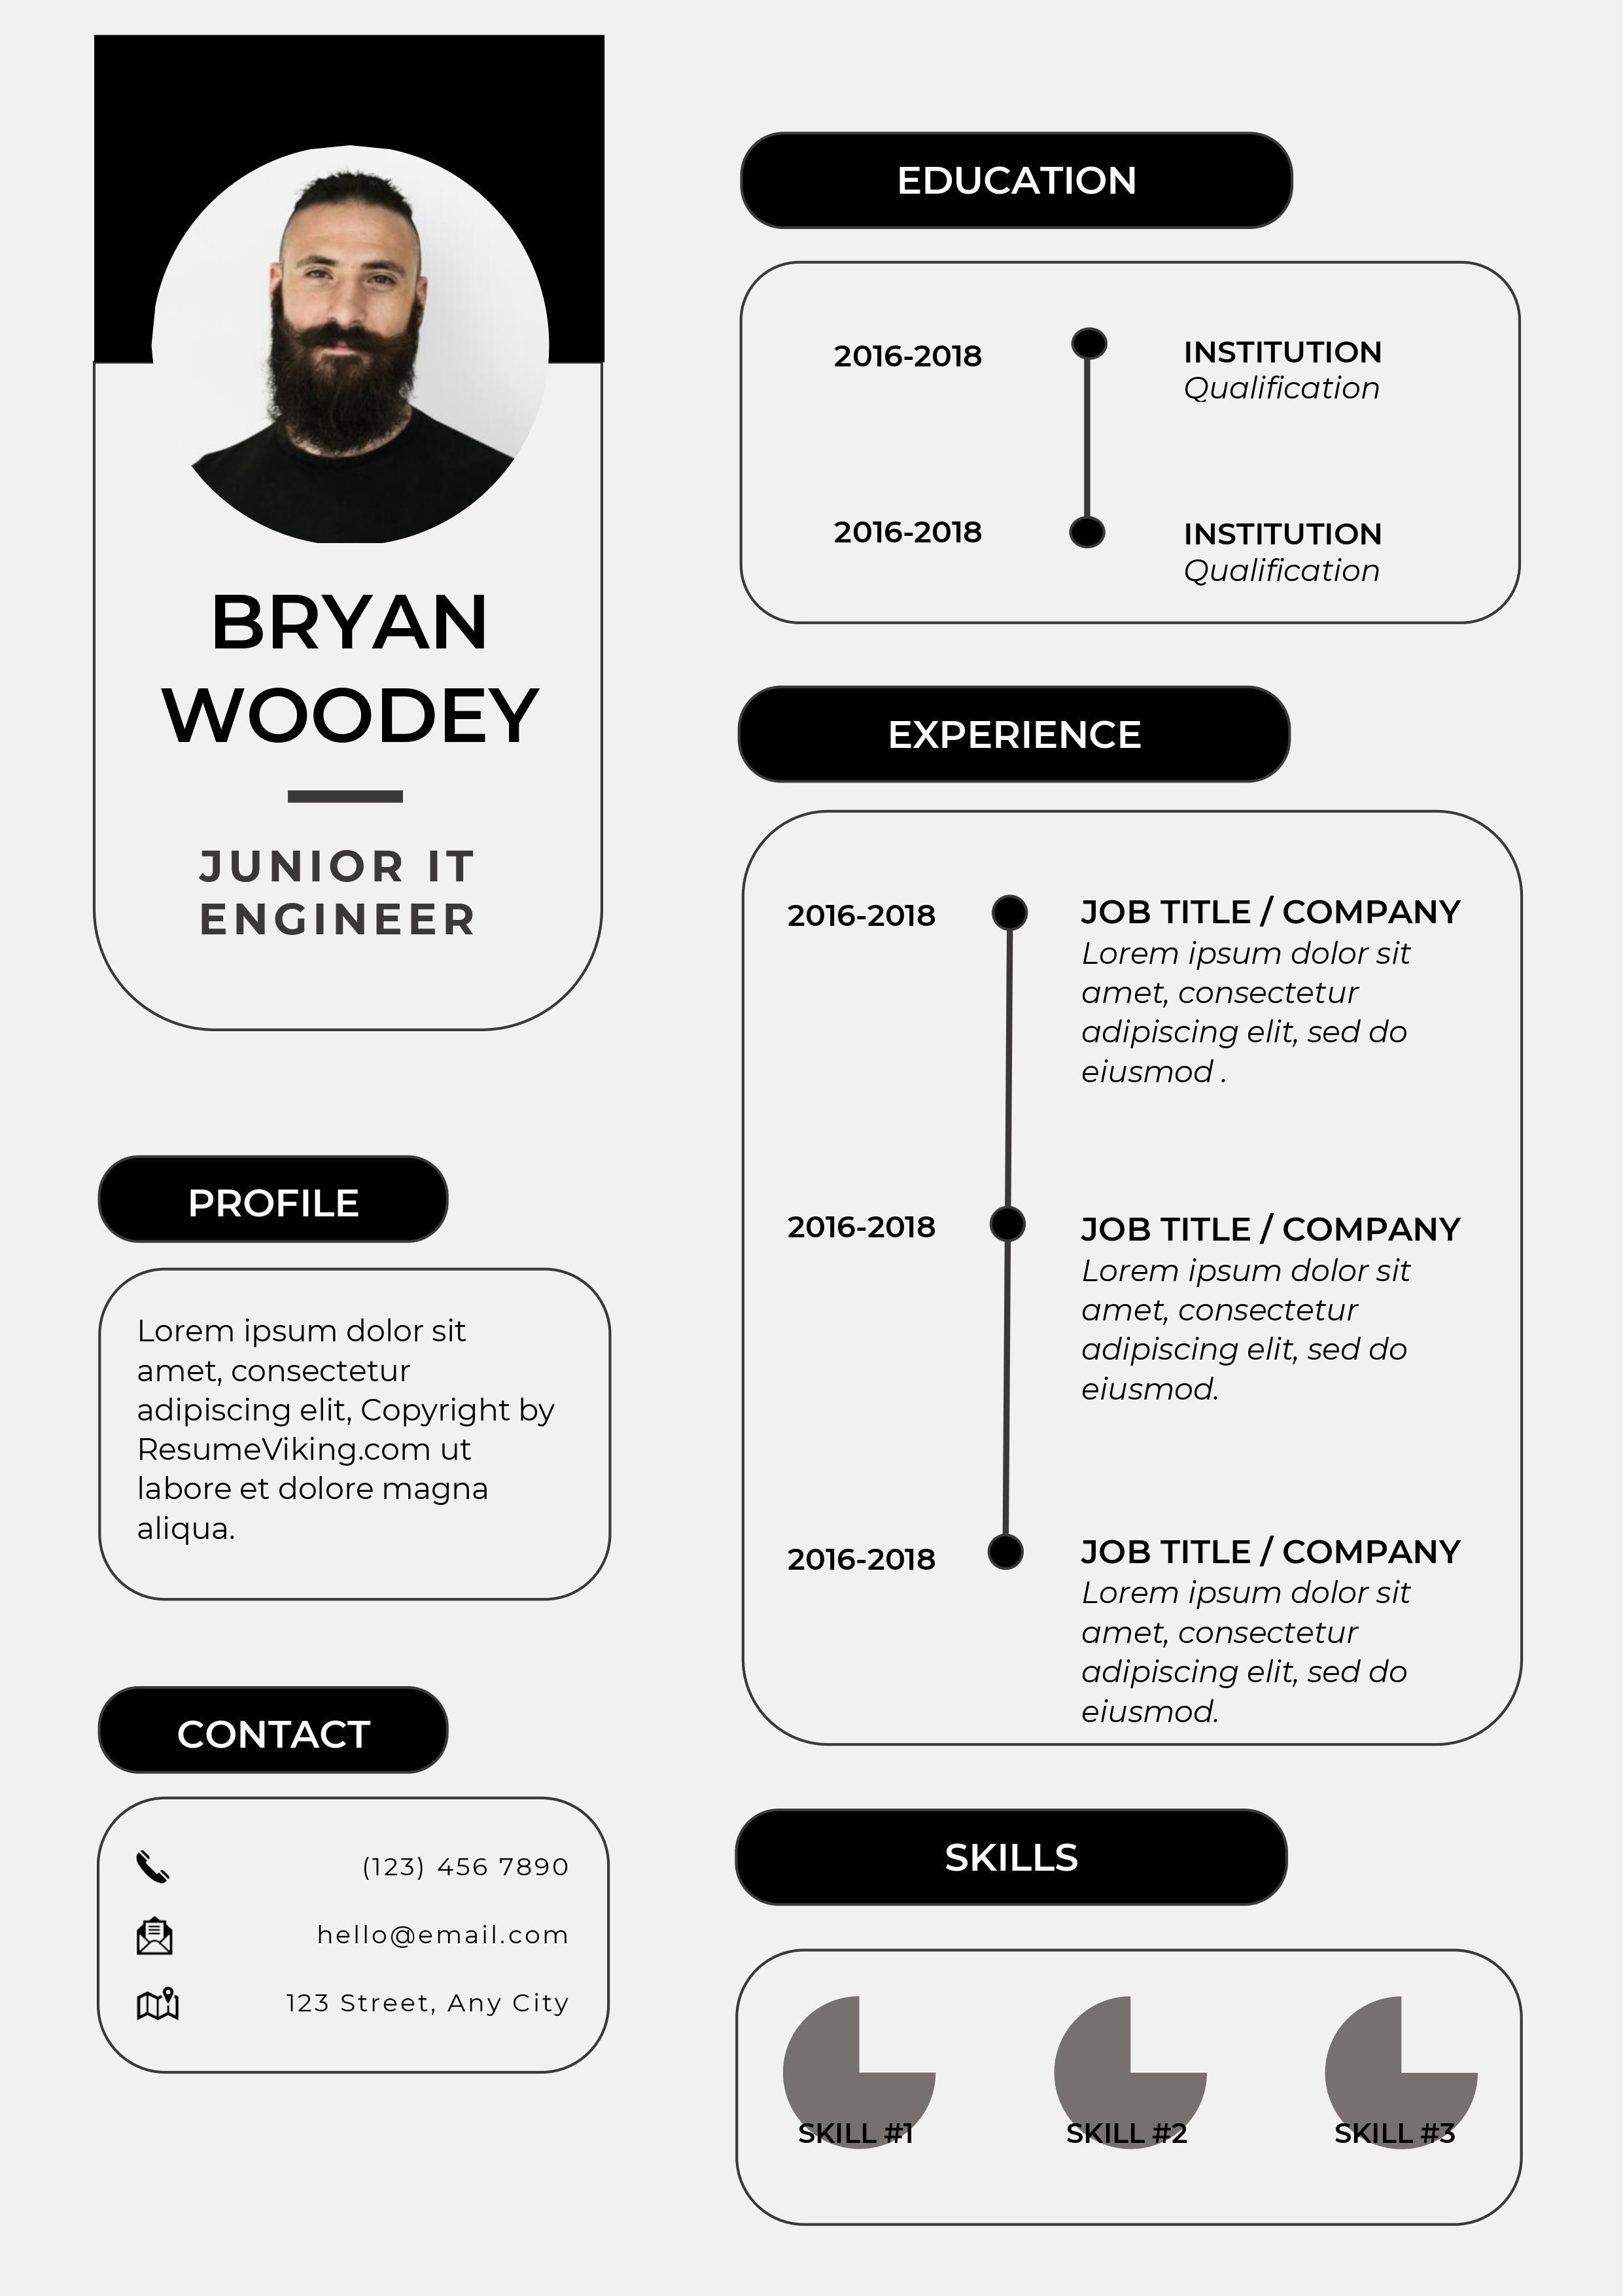 BRYAN
WOODEY
JUNIOR IT
ENGINEER
PROFILE
Lorem ipsum dolor sit
amet, consectetur
adipiscing elit, Copyright by
ResumeViking.com ut
labore et dolore magna
aliqua.
CONTACT
(123) 456 7890
hello@email.com
123 Street, Any City
EDUCATION
2016-2018
INSTITUTION
Qualification
2016-2018
INSTITUTION
Qualification
EXPERIENCE
2016-2018
JOB TITLE / COMPANY
Lorem ipsum dolor sit
amet, consectetur
adipiscing elit, sed do
eiusmod .
2016-2018
JOB TITLE / COMPANY
Lorem ipsum dolor sit
amet, consectetur
adipiscing elit, sed do
eiusmod.
2016-2018
JOB TITLE / COMPANY
Lorem ipsum dolor sit
amet, consectetur
adipiscing elit, sed do
eiusmod.
SKILLS
SKILL #1
SKILL #2
SKILL #3